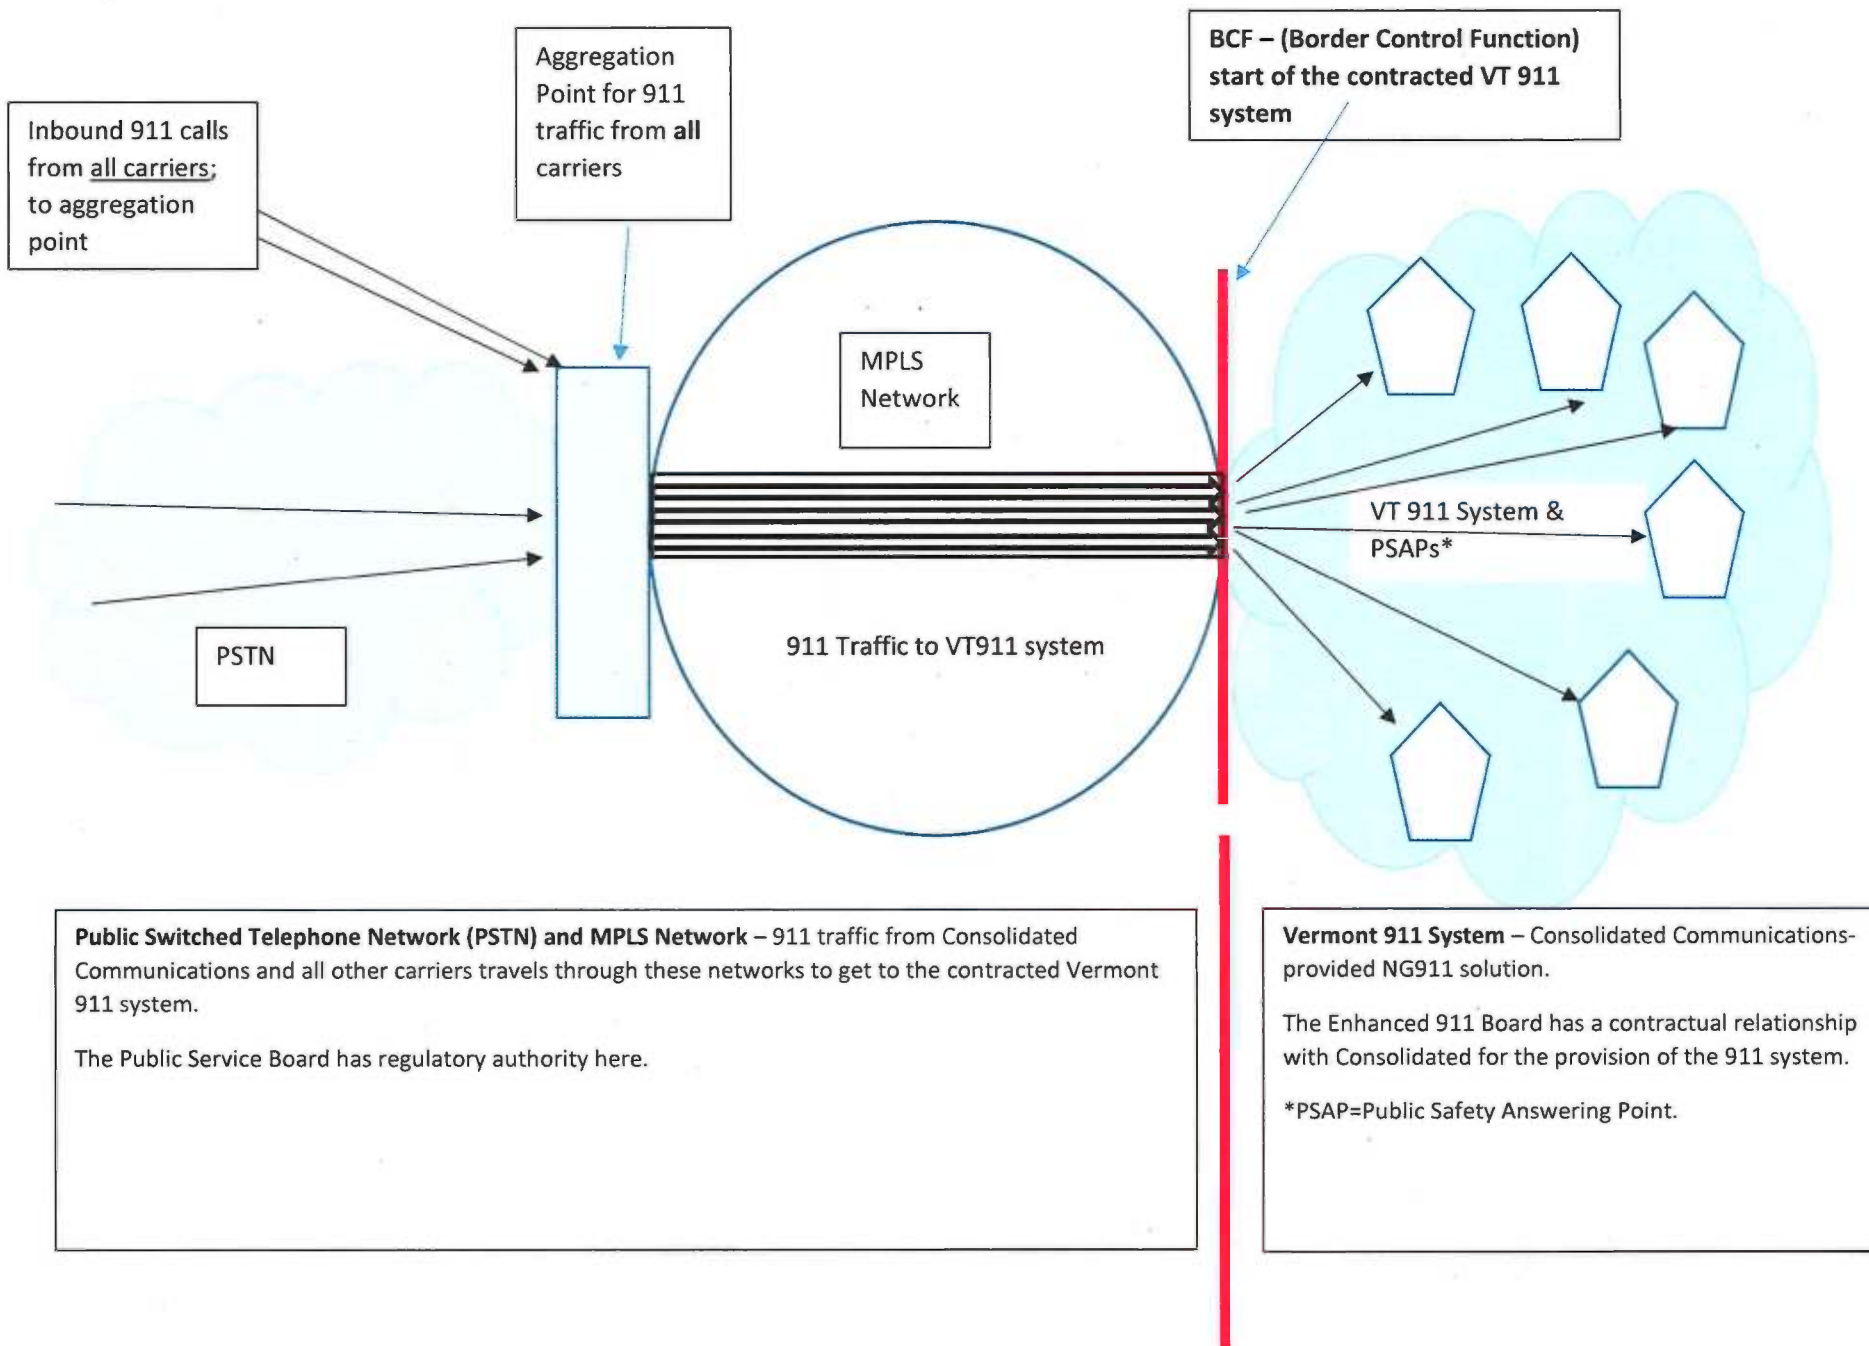 Inbound 911 calls
from all carriers;
to aggregation
point
Aggregation
Point for 911
traffic from all
carriers
BCF – (Border Control Function)
start of the contracted VT 911
system
MPLS
Network
VT 911 System &
PSAPs*
PSTN
911 Traffic to VT911 system
Public Switched Telephone Network (PSTN) and MPLS Network – 911 traffic from Consolidated
Communications and all other carriers travels through these networks to get to the contracted Vermont
911 system.
The Public Service Board has regulatory authority here.
Vermont 911 System – Consolidated Communications-
provided NG911 solution.
The Enhanced 911 Board has a contractual relationship
with Consolidated for the provision of the 911 system.
*PSAP=Public Safety Answering Point.